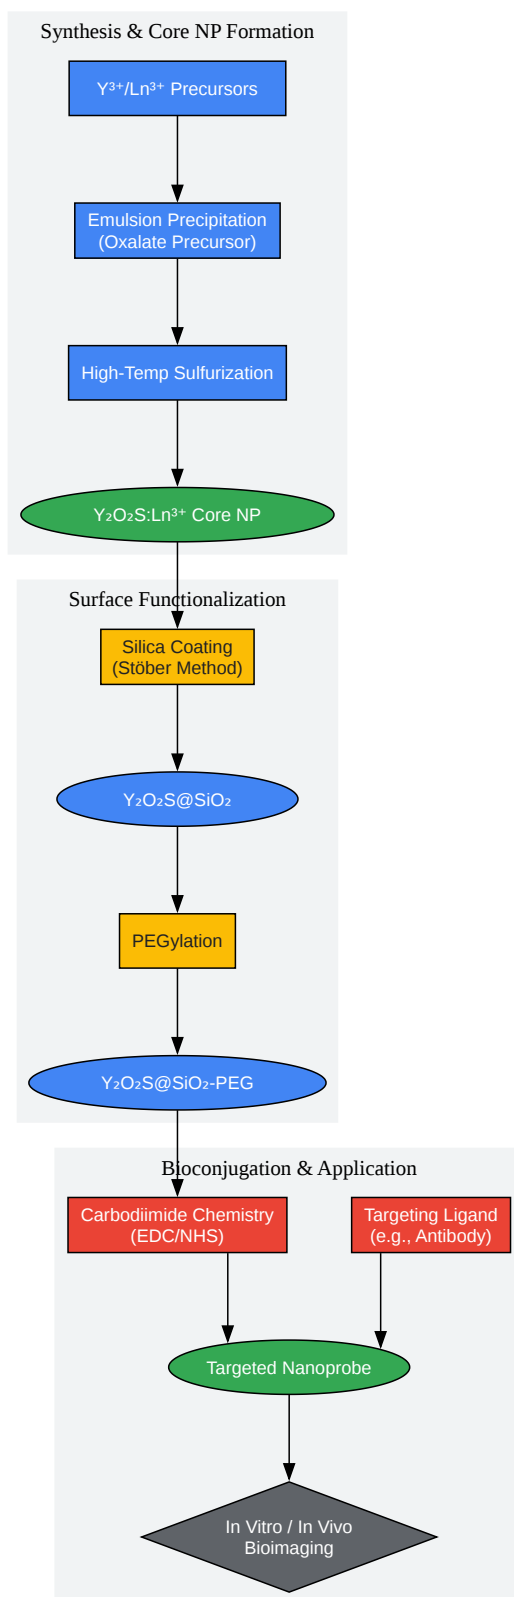 Synthesis & Core NP Formation
Y³⁺/Ln³⁺ Precursors
Emulsion Precipitation
(Oxalate Precursor)
High-Temp Sulfurization
Y₂O₂S:Ln³⁺ Core NP
Surface Functionalization
Silica Coating
(Stöber Method)
Y₂O₂S@SiO₂
PEGylation
Y₂O₂S@SiO₂-PEG
Bioconjugation & Application
Carbodiimide Chemistry
(EDC/NHS)
Targeting Ligand
(e.g., Antibody)
Targeted Nanoprobe
In Vitro / In Vivo
Bioimaging